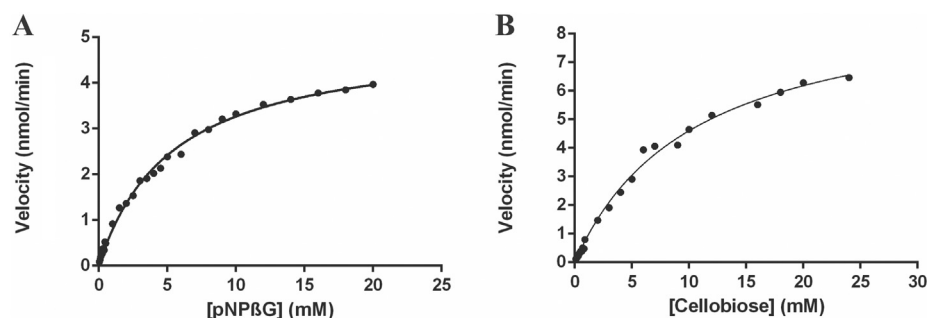 A
Velocity (nmol/min)
5
4
3
2
1
0
0 5 10 15 20 25
[pNPßG] (mM)
B
Velocity (nmol/min)
8
7
6
5
4
3
2
1
0
0 5 10 15 20 25 30
[Cellobiose] (mM)